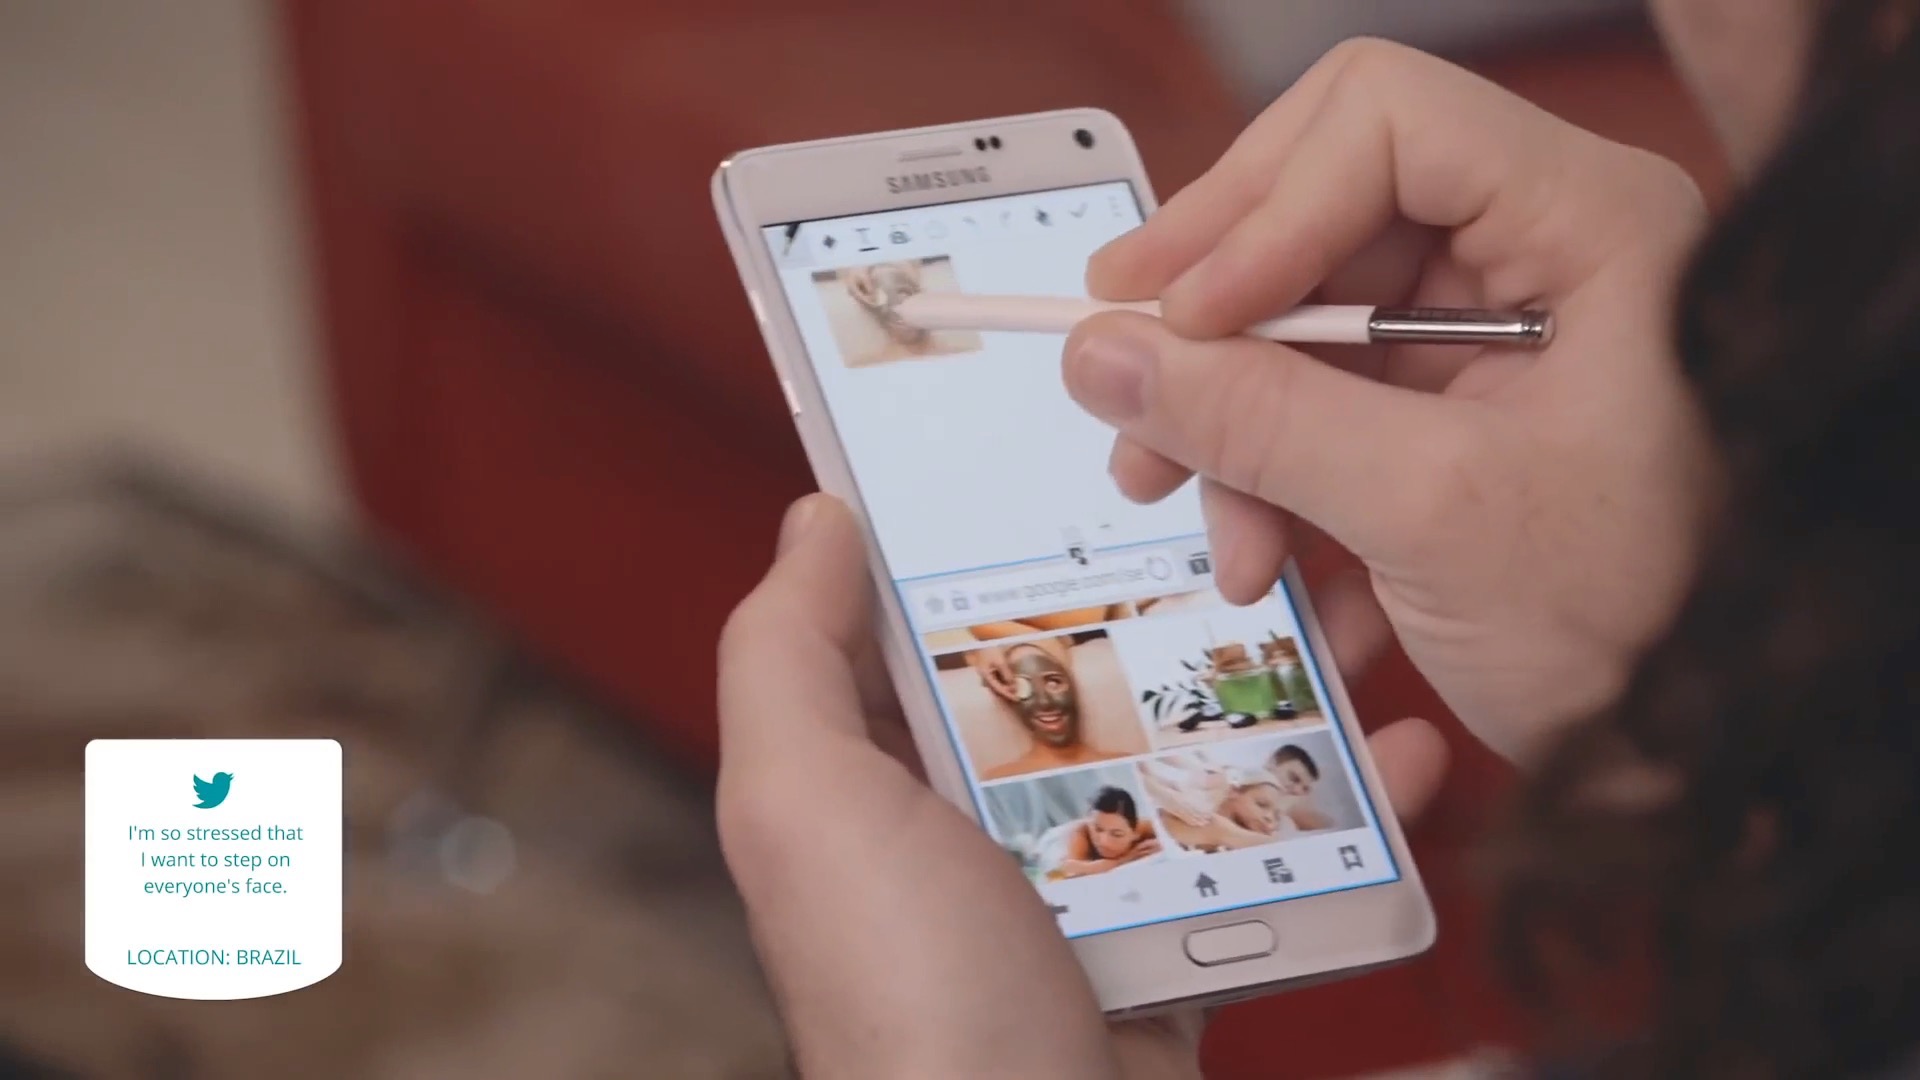 SAMSUNG
www.google.com/se
I'm so stressed that
I want to step on
everyone's face.
LOCATION: BRAZIL